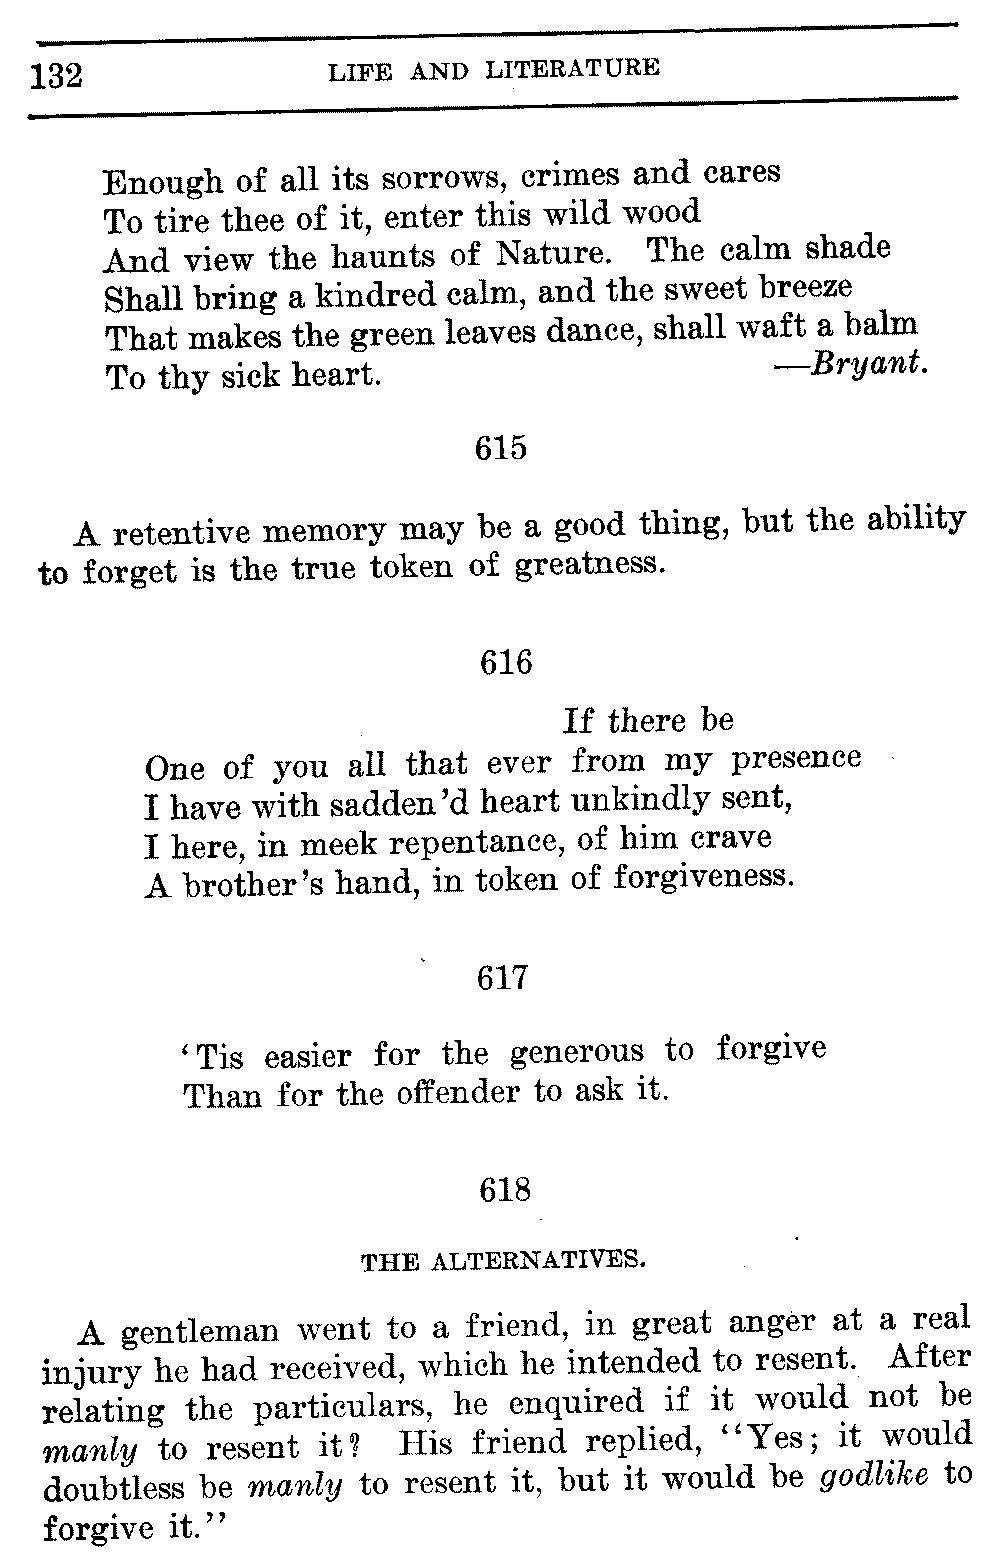 132 LIFE AND LITERATURE
Enough of all its sorrows, crimes and cares
To tire thee of it, enter this wild wood
And view the haunts of Nature. The calm shade
Shall bring a kindred calm, and the sweet breeze
That makes the green leaves dance, shall waft a balm
To thy sick heart. —Bryant.
615
A retentive memory may be a good thing, but the ability
to forget is the true token of greatness.
616
If there be
One of you all that ever from my presence
I have with sadden'd heart unkindly sent,
I here, in meek repentance, of him crave
A brother's hand, in token of forgiveness.
617
'Tis easier for the generous to forgive
Than for the offender to ask it.
618
THE ALTERNATIVES.
A gentleman went to a friend, in great anger at a real
injury he had received, which he intended to resent. After
relating the particulars, he enquired if it would not be
manly to resent it? His friend replied, "Yes; it would
doubtless be manly to resent it, but it would be godlike to
forgive it."